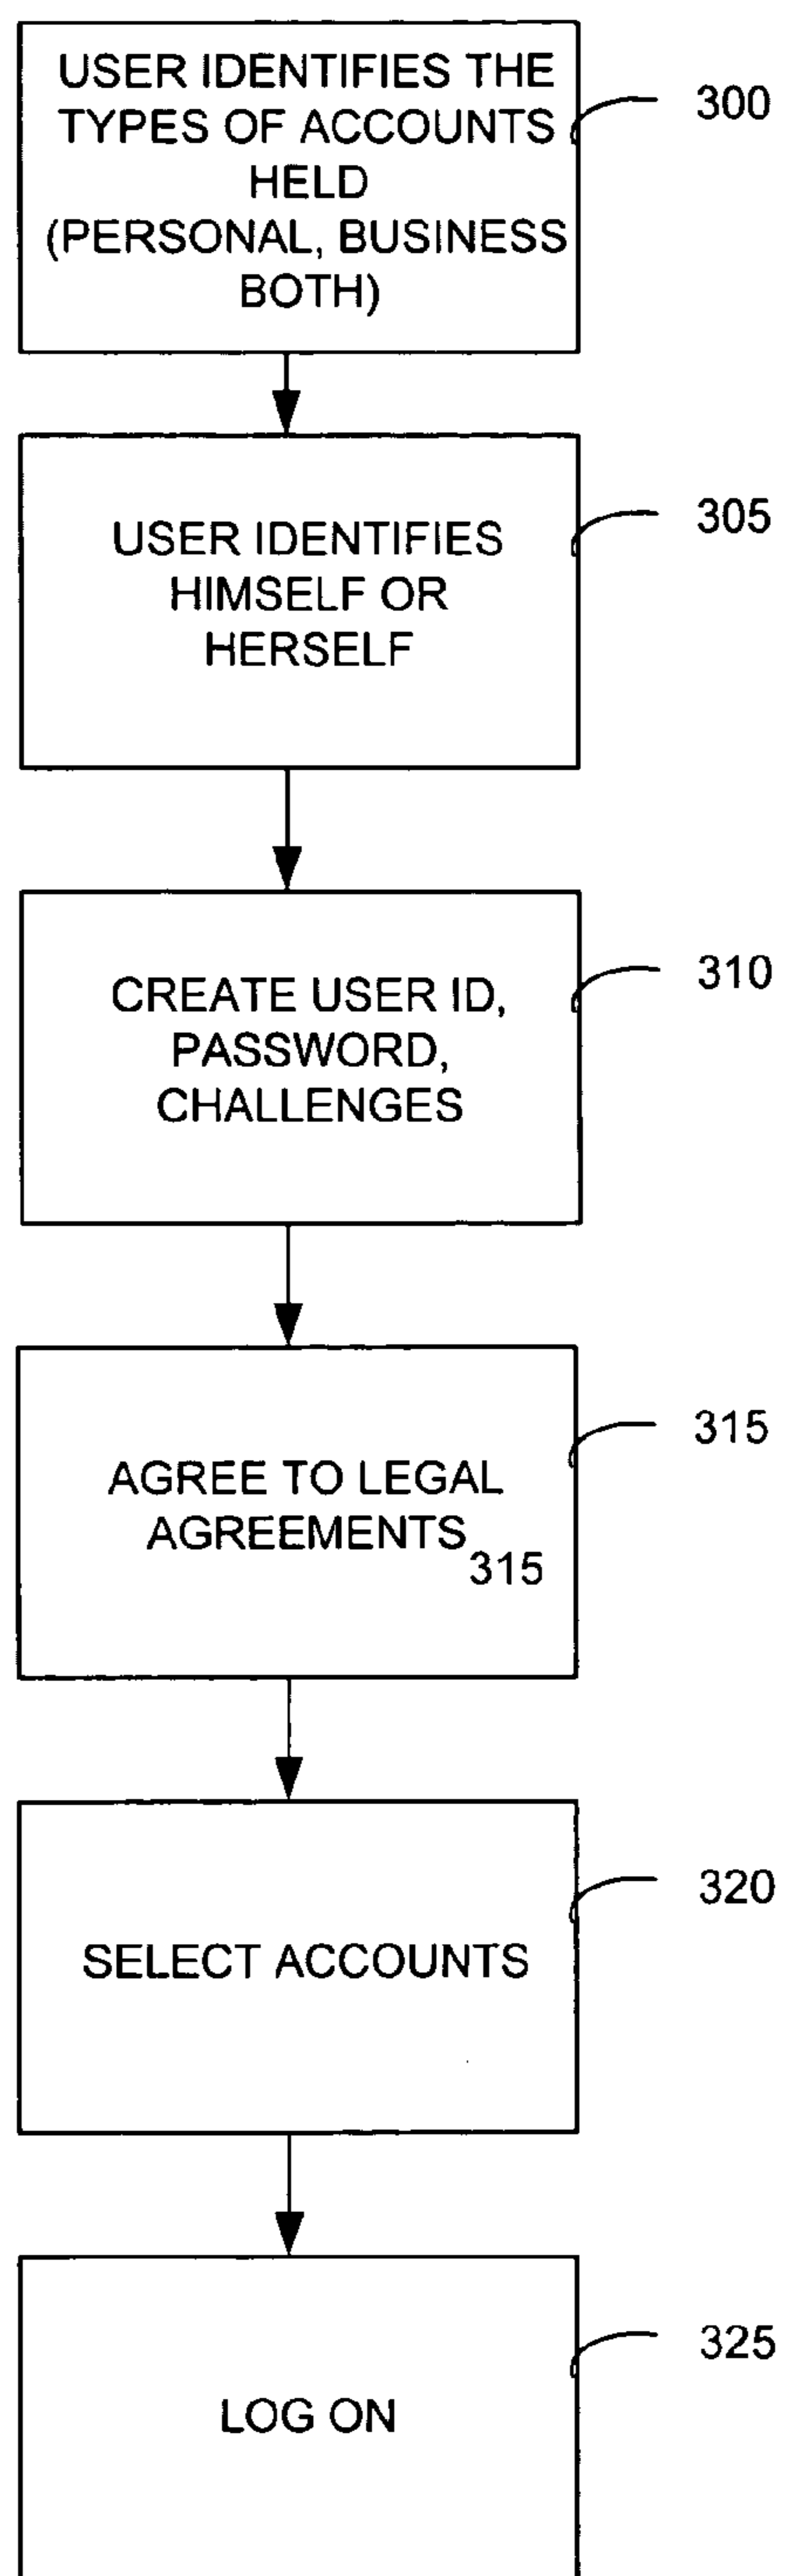 USER IDENTIFIES THE
TYPES OF ACCOUNTS
HELD
(PERSONAL, BUSINESS
BOTH)
300
USER IDENTIFIES
HIMSELF OR
HERSELF
305
CREATE USER ID,
PASSWORD,
CHALLENGES
310
AGREE TO LEGAL
AGREEMENTS
315
315
SELECT ACCOUNTS
320
LOG ON
325